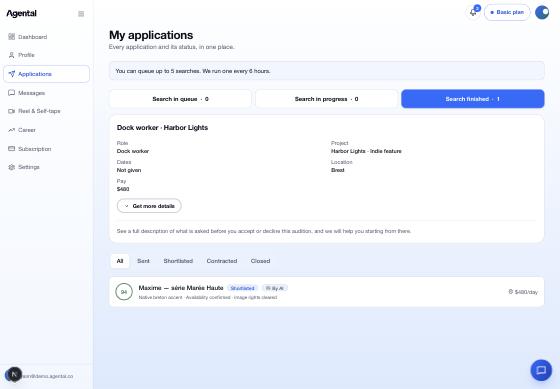 Agental
2
Basic plan
Dashboard
Profile
Applications
Messages
Reel & Self-tape
Career
Subscription
Settings
My applications
Every application and its status, in one place.
You can queue up to 5 searches. We run one every 6 hours.
Search in queue · 0
Search in progress · 0
Search finished · 1
Dock worker · Harbor Lights
Role
Project
Dock worker
Harbor Lights · Indie feature
Dates
Location
Not given
Brest
Pay
$480
Get more details
See a full description of what is asked before you accept or decline this audition, and we will help you starting from there.
All
Sent
Shortlisted
Contracted
Closed
94
Maxime — série Marée Haute
Shortlisted
By AI
$480/day
Native breton accent · Availability confirmed · Image rights cleared
N
@demo.agental.co